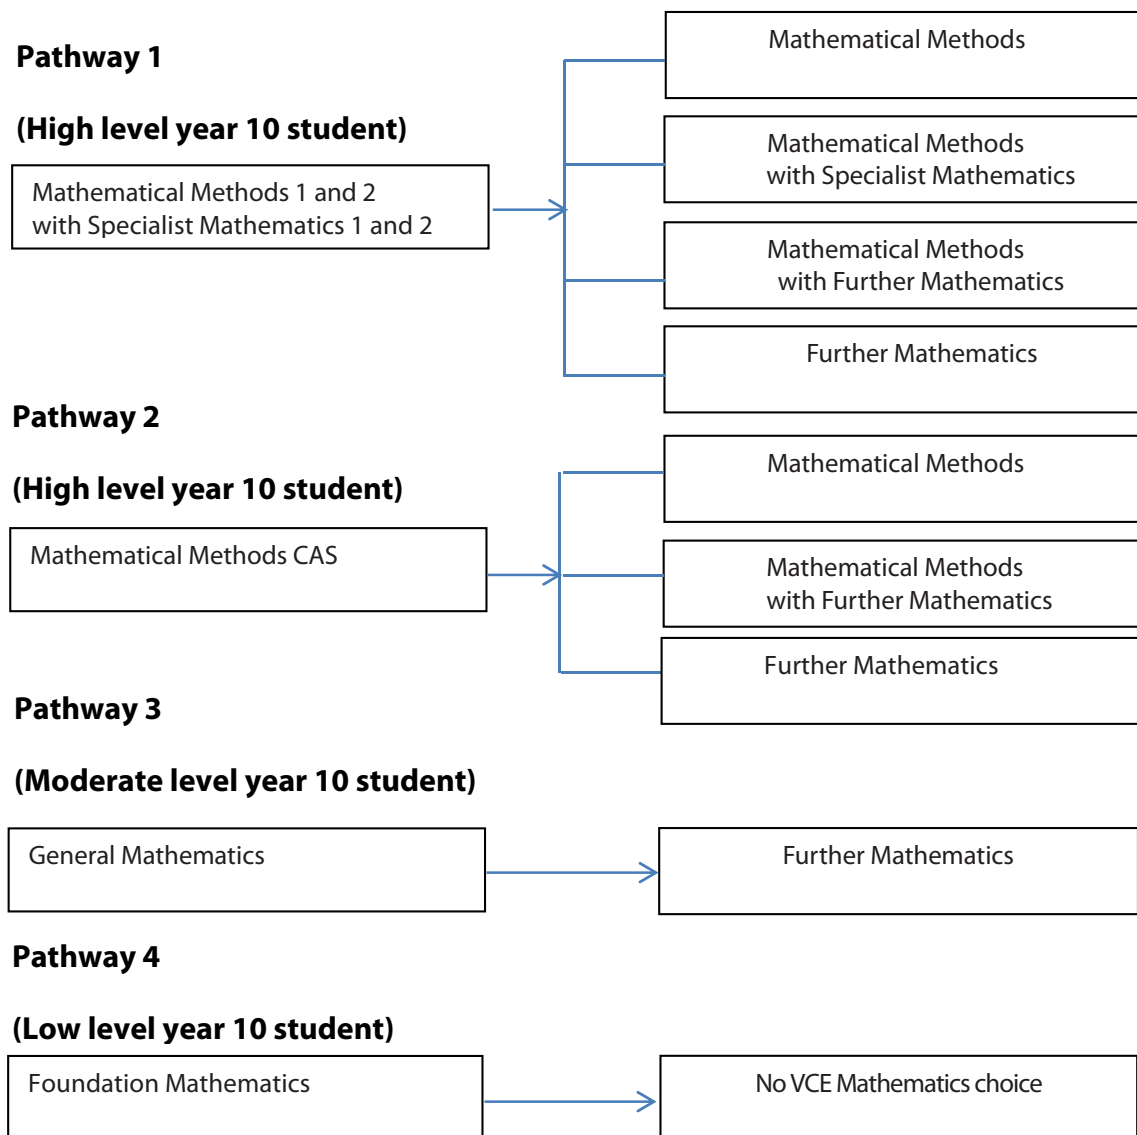 Pathway 1
(High level year 10 student)
Mathematical Methods 1 and 2
with Specialist Mathematics 1 and 2
Mathematical Methods
Mathematical Methods
with Specialist Mathematics
Mathematical Methods
with Further Mathematics
Further Mathematics
Pathway 2
(High level year 10 student)
Mathematical Methods CAS
Mathematical Methods
Mathematical Methods
with Further Mathematics
Further Mathematics
Pathway 3
(Moderate level year 10 student)
General Mathematics
Further Mathematics
Pathway 4
(Low level year 10 student)
Foundation Mathematics
No VCE Mathematics choice